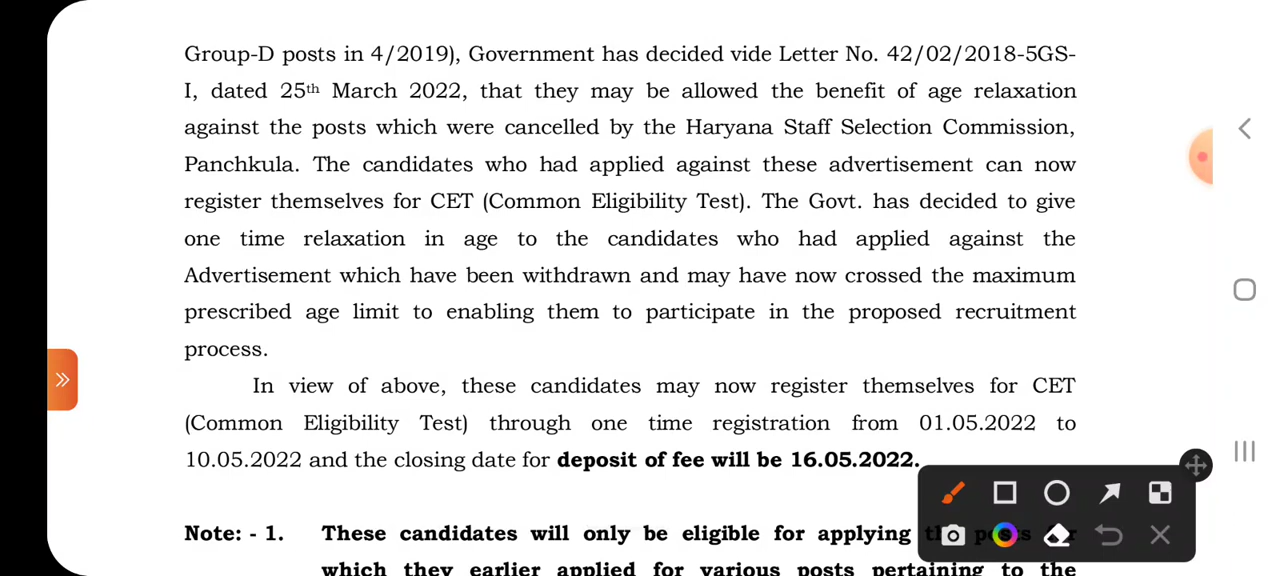 Group-D posts in 4/2019), Government has decided vide Letter No. 42/02/2018-5GS-
I, dated 25th March 2022, that they may be allowed the benefit of age relaxation
against the posts which were cancelled by the Haryana Staff Selection Commission,
Panchkula. The candidates who had applied against these advertisement can now
register themselves for CET (Common Eligibility Test). The Govt. has decided to give
one time relaxation in age to the candidates who had applied against the
Advertisement which have been withdrawn and may have now crossed the maximum
prescribed age limit to enabling them to participate in the proposed recruitment
process.
In view of above, these candidates may now register themselves for CET
(Common Eligibility Test) through one time registration from 01.05.2022 to
10.05.2022 and the closing date for deposit of fee will be 16.05.2022.
Note: - 1. These candidates will only be eligible for applying the posts for
which they earlier applied for various posts pertaining to the